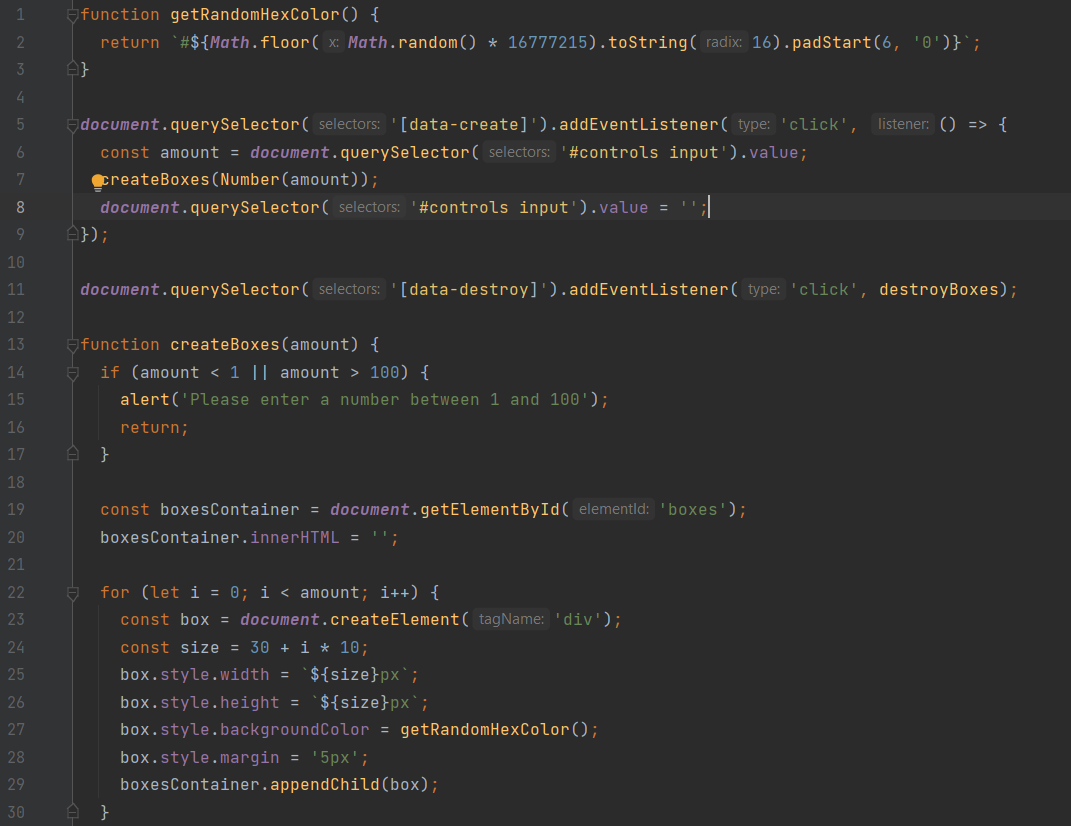 1 function getRandomHexColor() {
2 return `#${Math.floor( x: Math.random() * 16777215).toString( radix: 16).padStart(6, '0')}`;
3 }
4
5 document.querySelector( selectors: '[data-create]').addEventListener( type: 'click', listener: () => {
6 const amount = document.querySelector( selectors: '#controls input').value;
7 createBoxes(Number(amount));
8 document.querySelector( selectors: '#controls input').value = '';
9 });
10
11 document.querySelector( selectors: '[data-destroy]').addEventListener( type: 'click', destroyBoxes);
12
13 function createBoxes(amount) {
14 if (amount < 1 || amount > 100) {
15 alert('Please enter a number between 1 and 100');
16 return;
17 }
18
19 const boxesContainer = document.getElementById( elementId: 'boxes');
20 boxesContainer.innerHTML = '';
21
22 for (let i = 0; i < amount; i++) {
23 const box = document.createElement( tagName: 'div');
24 const size = 30 + i * 10;
25 box.style.width = `${size}px`;
26 box.style.height = `${size}px`;
27 box.style.backgroundColor = getRandomHexColor();
28 box.style.margin = '5px';
29 boxesContainer.appendChild(box);
30 }